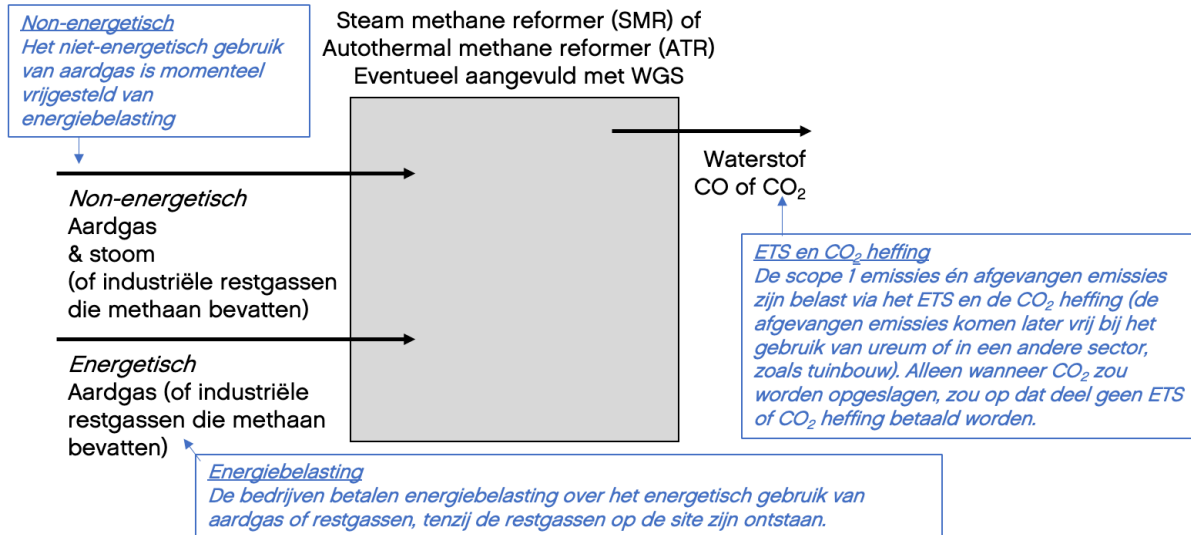 Non-energetisch
Het niet-energetisch gebruik
van aardgas is momenteel
vrijgesteld van
energiebelasting
Steam methane reformer (SMR) of
Autothermal methane reformer (ATR)
Eventueel aangevuld met WGS
Non-energetisch
Aardgas
& stoom
(of industriële restgassen
die methaan bevatten)
Energetisch
Aardgas (of industriële
restgassen die methaan
bevatten)
Waterstof
CO of CO₂
ETS en CO₂ heffing
De scope 1 emissies én afgevangen emissies
zijn belast via het ETS en de CO₂ heffing (de
afgevangen emissies komen later vrij bij het
gebruik van ureum of in een andere sector,
zoals tuinbouw). Alleen wanneer CO₂ zou
worden opgeslagen, zou op dat deel geen ETS
of CO₂ heffing betaald worden.
Energiebelasting
De bedrijven betalen energiebelasting over het energetisch gebruik van
aardgas of restgassen, tenzij de restgassen op de site zijn ontstaan.